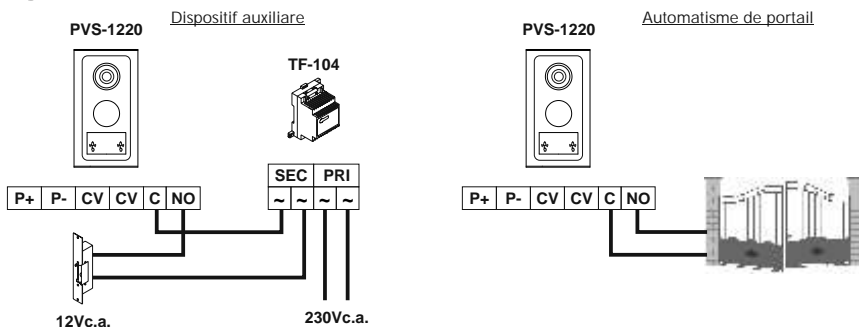 Dispositif auxiliare
PVS-1220
TF-104
SEC PRI
P+ P- CV CV C NO
~ ~ ~ ~
12Vc.a.
230Vc.a.
Automatisme de portail
PVS-1220
P+ P- CV CV C NO